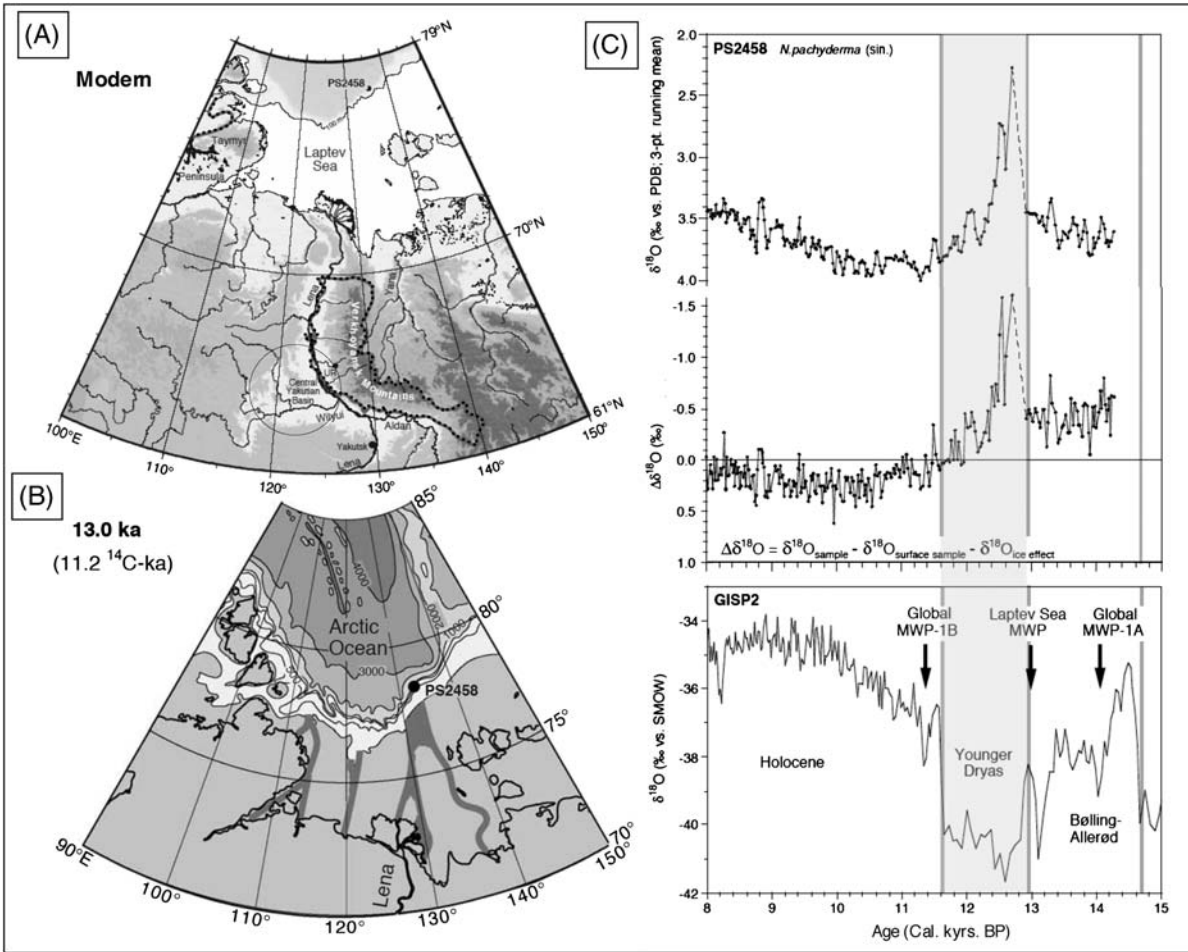 (A)
Modern
79°N
PS2458
100 m
Taymyr
Peninsula
Laptev
Sea
70°N
Lena
Yana
Verkhoyansk
Mountains
UR
Central
Yakutian
Basin
Wilyui
Aldan
Yakutsk
Lena
61°N
100°E
110°
120°
130°
140°
150°
(B)
13.0 ka
(11.2 14C-ka)
85°
80°
75°
70°
4000
2000
1000
3000
Arctic
Ocean
PS2458
Lena
90°E
100°
110°
120°
130°
140°
150°
(C)
PS2458 N.pachyderma (sin.)
δ18O (‰ vs. PDB; 3-pt. running mean)
2.0
2.5
3.0
3.5
4.0
Δδ18O (‰)
-1.5
-1.0
-0.5
0.0
0.5
1.0
Δδ18O = δ18Osample - δ18Osurface sample - δ18Oice effect
GISP2
δ18O (‰ vs. SMOW)
-34
-36
-38
-40
-42
Global
MWP-1B
Laptev Sea
MWP
Global
MWP-1A
Holocene
Younger
Dryas
Bølling-
Allerød
8 9 10 11 12 13 14 15
Age (Cal. kyrs. BP)